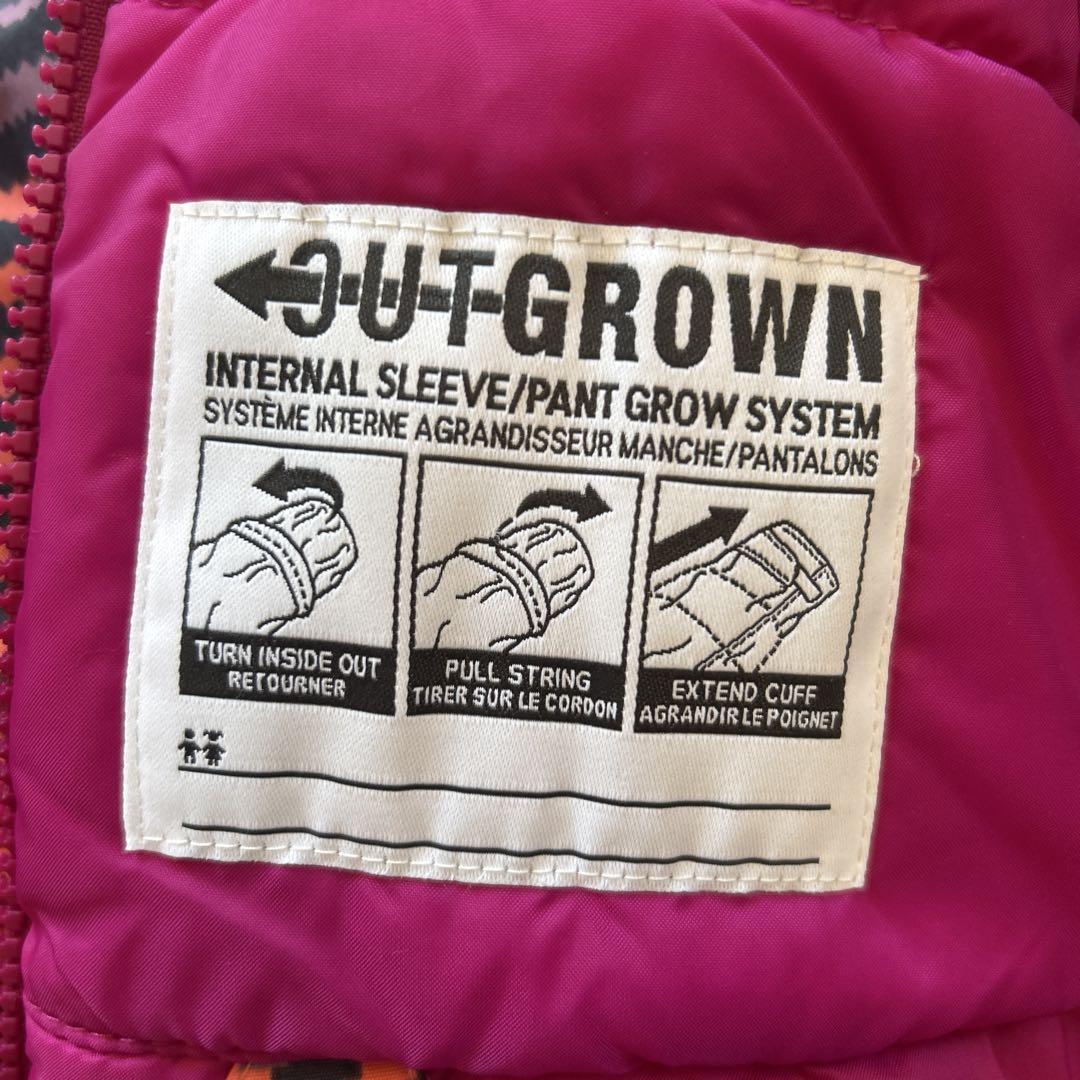 OUTGROWN
INTERNAL SLEEVE/PANT GROW SYSTEM
SYSTÈME INTERNE AGRANDISSEUR MANCHE/PANTALONS
TURN INSIDE OUT
RETOURNER
PULL STRING
TIRER SUR LE CORDON
EXTEND CUFF
AGRANDIR LE POIGNET